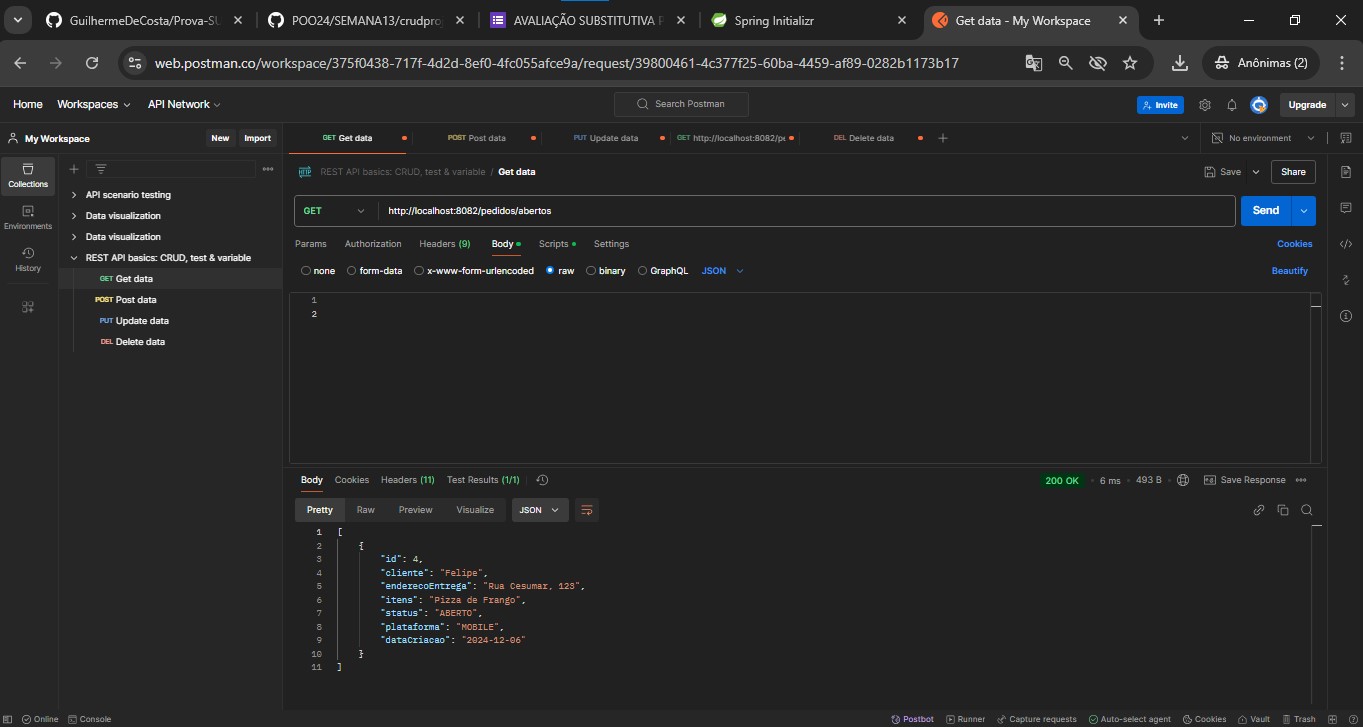 GuilhermeDeCosta/Prova-SU
POO24/SEMANA13/crudpro
AVALIAÇÃO SUBSTITUTIVA P
Spring Initializr
Get data - My Workspace
web.postman.co/workspace/375f0438-717f-4d2d-8ef0-4fc055afce9a/request/39800461-4c377f25-60ba-4459-af89-0282b1173b17
Anônimas (2)
Home Workspaces API Network
Search Postman
Invite
Upgrade
My Workspace
New Import
GET Get data
POST Post data
PUT Update data
GET http://localhost:8082/pe
DEL Delete data
No environment
Collections
Environments
History
API scenario testing
Data visualization
Data visualization
REST API basics: CRUD, test & variable
GET Get data
POST Post data
PUT Update data
DEL Delete data
HTTP REST API basics: CRUD, test & variable / Get data
Save
Share
GET http://localhost:8082/pedidos/abertos
Send
Params Authorization Headers (9) Body Scripts Settings
Cookies
none form-data x-www-form-urlencoded raw binary GraphQL JSON
Beautify
1
2
Body Cookies Headers (11) Test Results (1/1)
200 OK 6 ms 493 B
Save Response
Pretty Raw Preview Visualize JSON
1 [
2 {
3 "id": 4,
4 "cliente": "Felipe",
5 "enderecoEntrega": "Rua Cesumar, 123",
6 "itens": "Pizza de Frango",
7 "status": "ABERTO",
8 "plataforma": "MOBILE",
9 "dataCriacao": "2024-12-06"
10 }
11 ]
Online Console
Postbot Runner Capture requests Auto-select agent Cookies Vault Trash